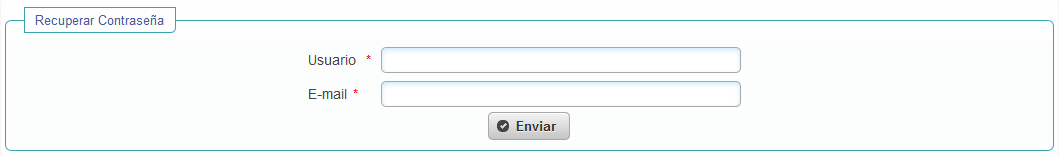 Recuperar Contraseña
Usuario *
E-mail *
Enviar